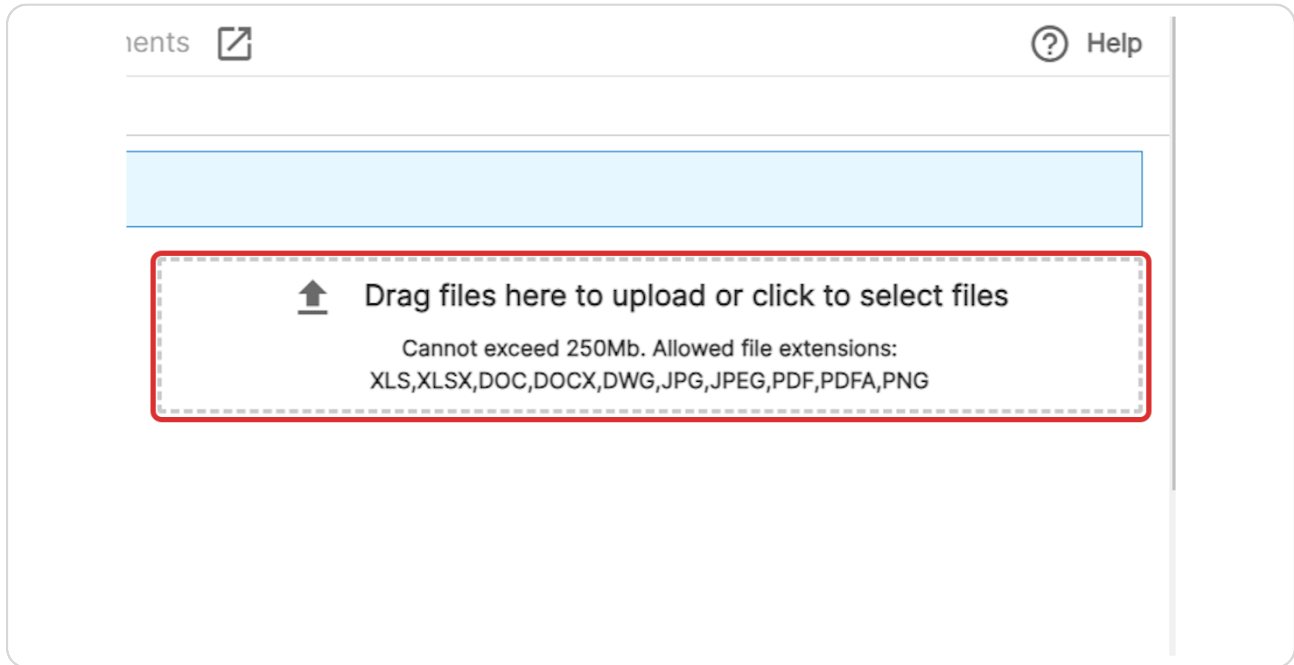 Help
Drag files here to upload or click to select files
Cannot exceed 250Mb. Allowed file extensions:
XLS,XLSX,DOC,DOCX,DWG,JPG,JPEG,PDF,PDFA,PNG